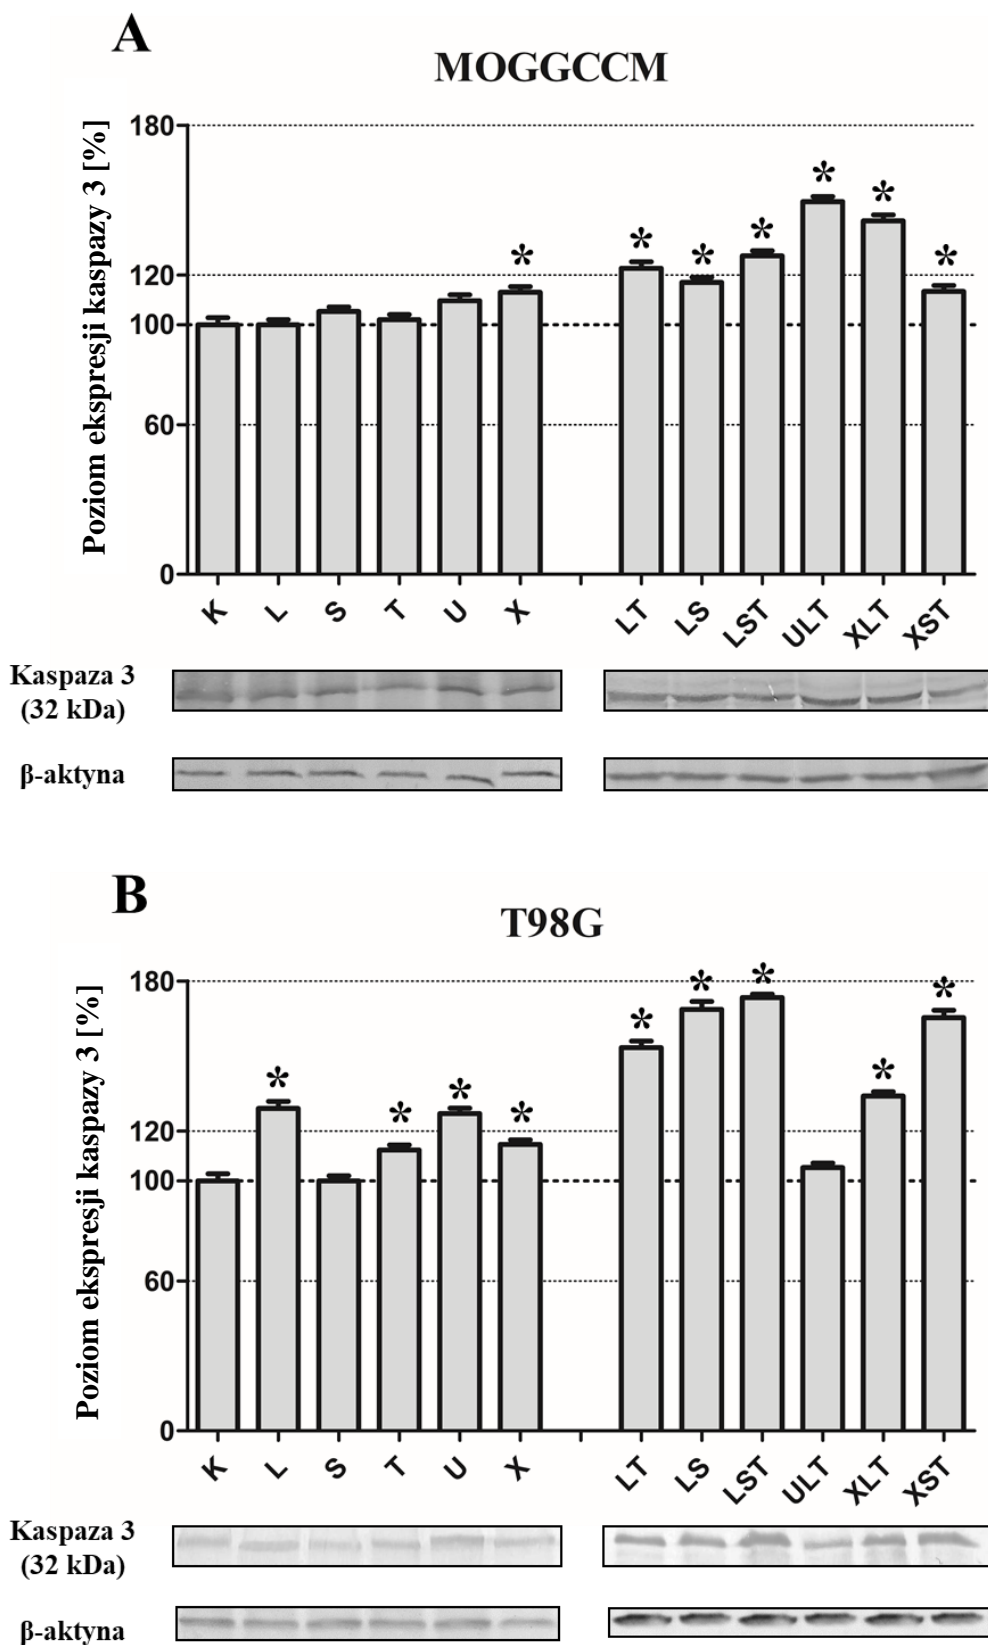 A
MOGGCCM
Poziom ekspresji kaspazy 3 [%]
180
120
100
60
0
* * * * * * *
K L S T U X LT LS LST ULT XLT XST
Kaspaza 3
(32 kDa)
β-aktyna
B
T98G
Poziom ekspresji kaspazy 3 [%]
180
120
100
60
0
* * * * * * * * *
K L S T U X LT LS LST ULT XLT XST
Kaspaza 3
(32 kDa)
β-aktyna